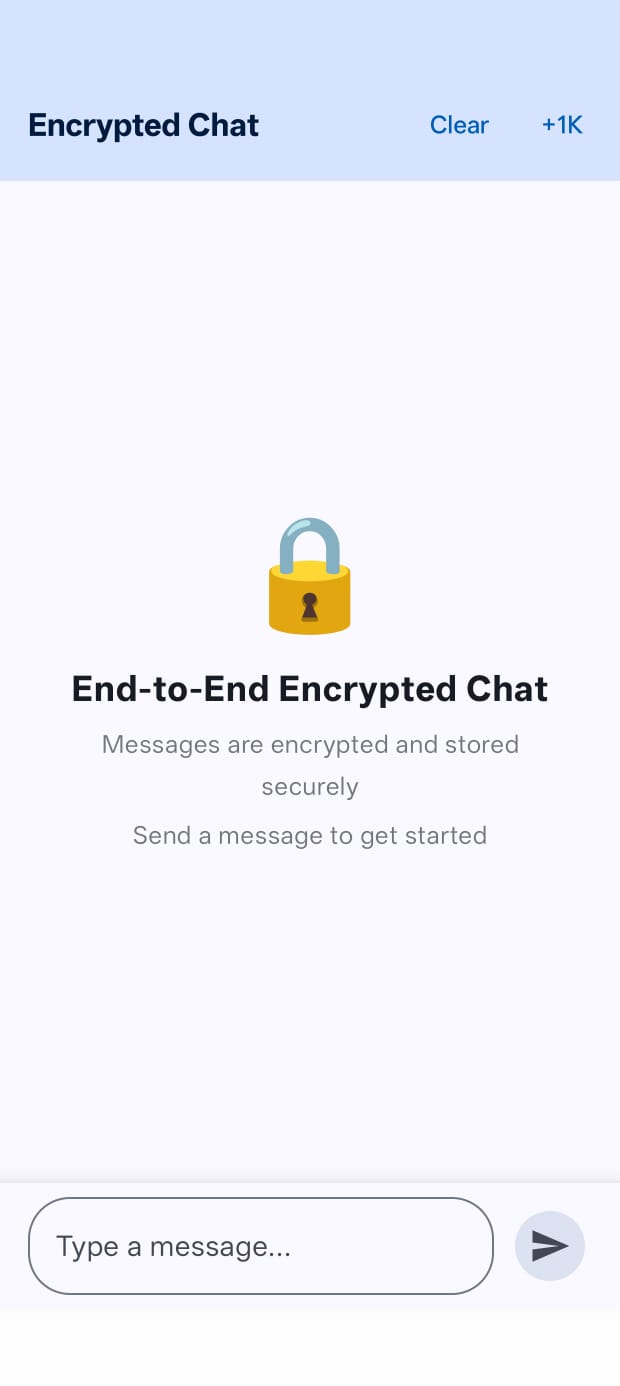 Encrypted Chat
Clear
+1K
End-to-End Encrypted Chat
Messages are encrypted and stored
securely
Send a message to get started
Type a message...